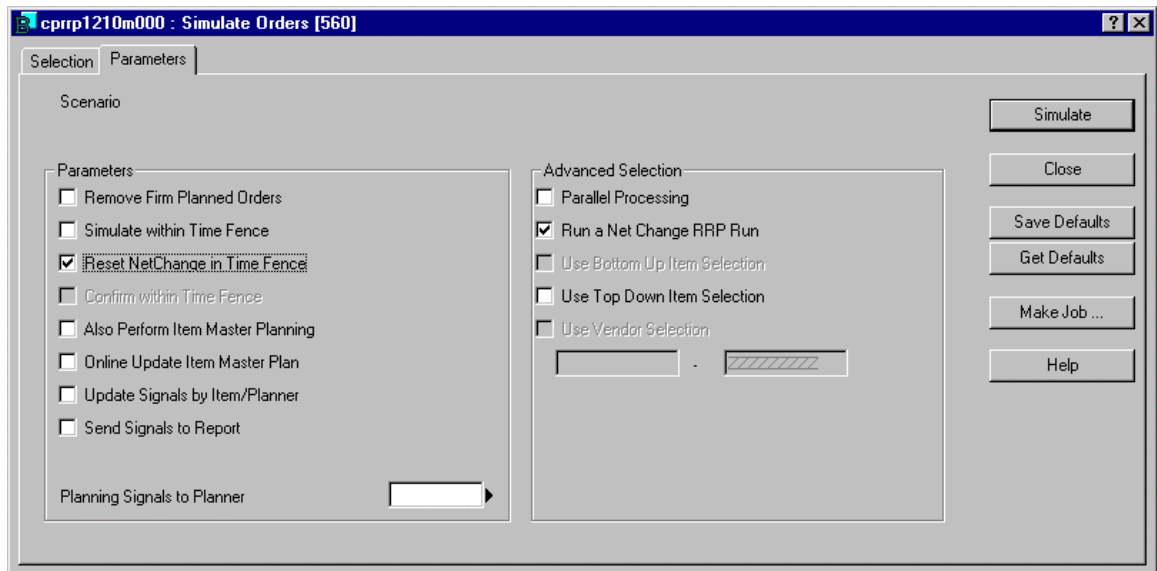 cprrp1210m000 : Simulate Orders [560]
Selection Parameters
Scenario
Simulate
Close
Save Defaults
Get Defaults
Make Job ...
Help
Parameters
Remove Firm Planned Orders
Simulate within Time Fence
Reset NetChange in Time Fence
Confirm within Time Fence
Also Perform Item Master Planning
Online Update Item Master Plan
Update Signals by Item/Planner
Send Signals to Report
Planning Signals to Planner
Advanced Selection
Parallel Processing
Run a Net Change RRP Run
Use Bottom Up Item Selection
Use Top Down Item Selection
Use Vendor Selection
-